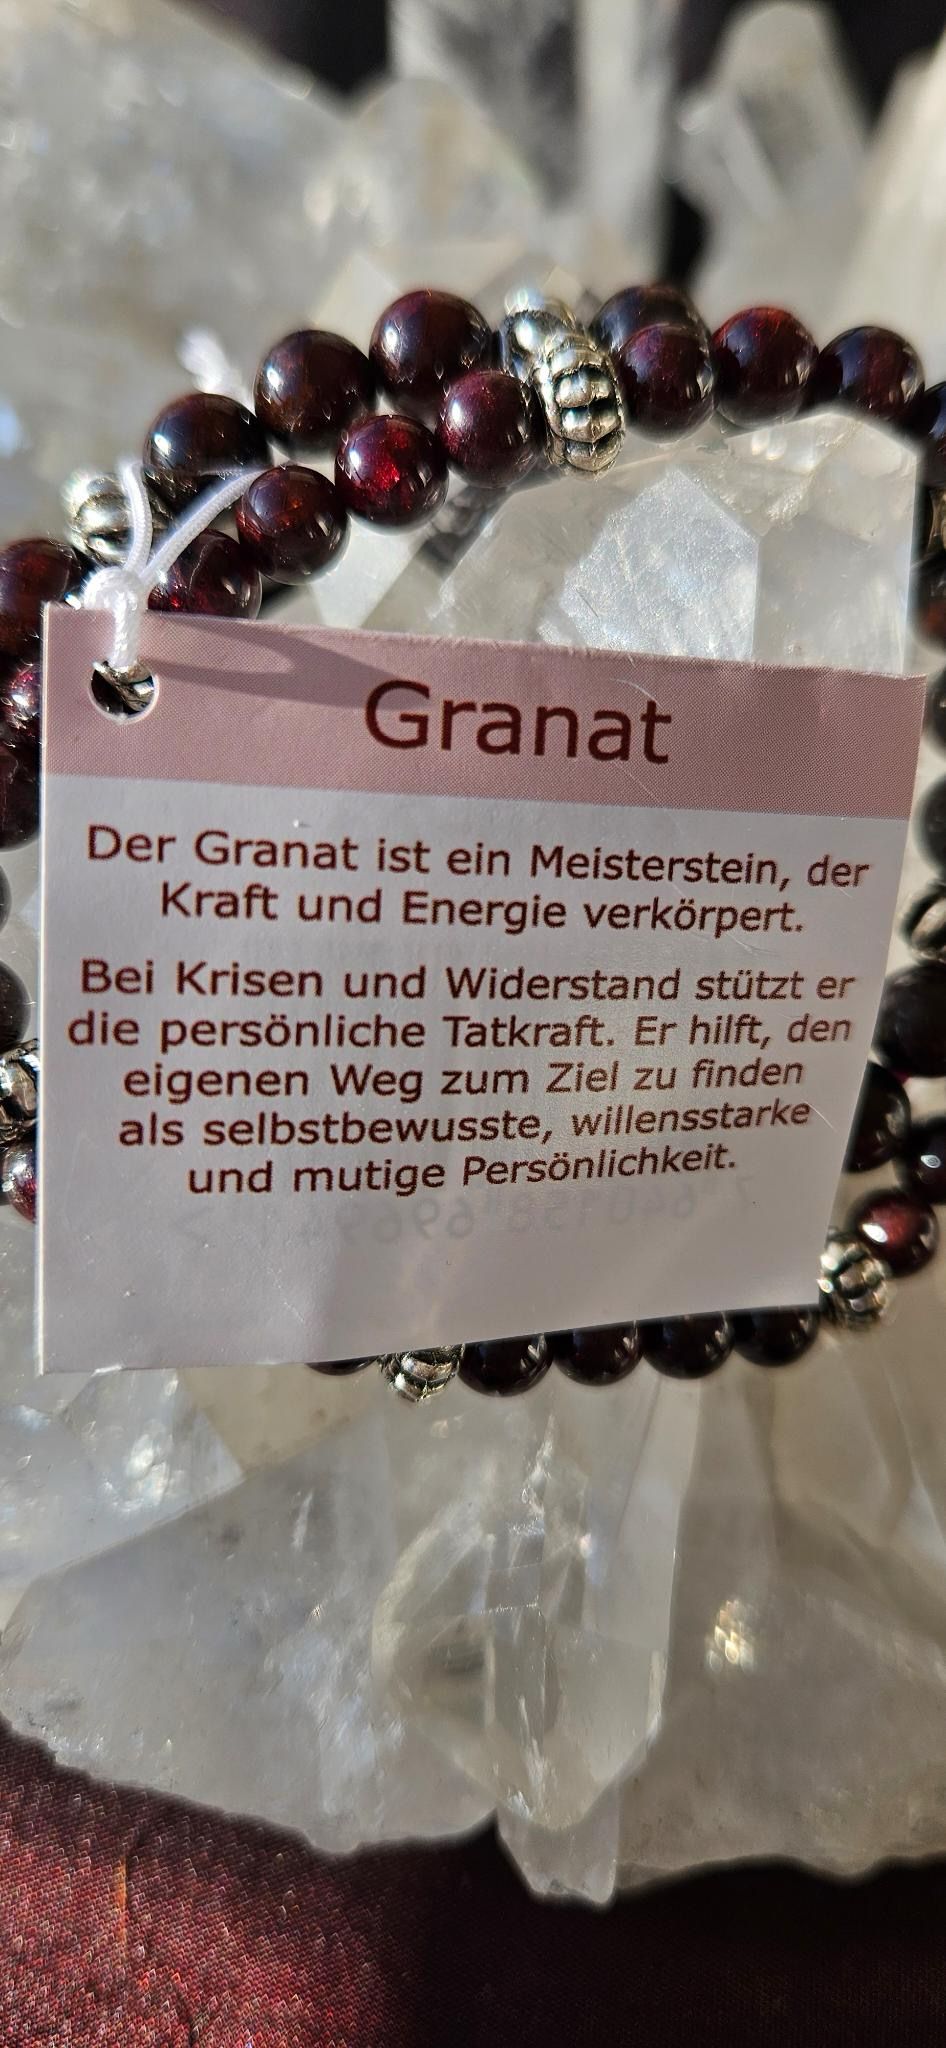 Granat
Der Granat ist ein Meisterstein, der
Kraft und Energie verkörpert.
Bei Krisen und Widerstand stützt er
die persönliche Tatkraft. Er hilft, den
eigenen Weg zum Ziel zu finden
als selbstbewusste, willensstarke
und mutige Persönlichkeit.